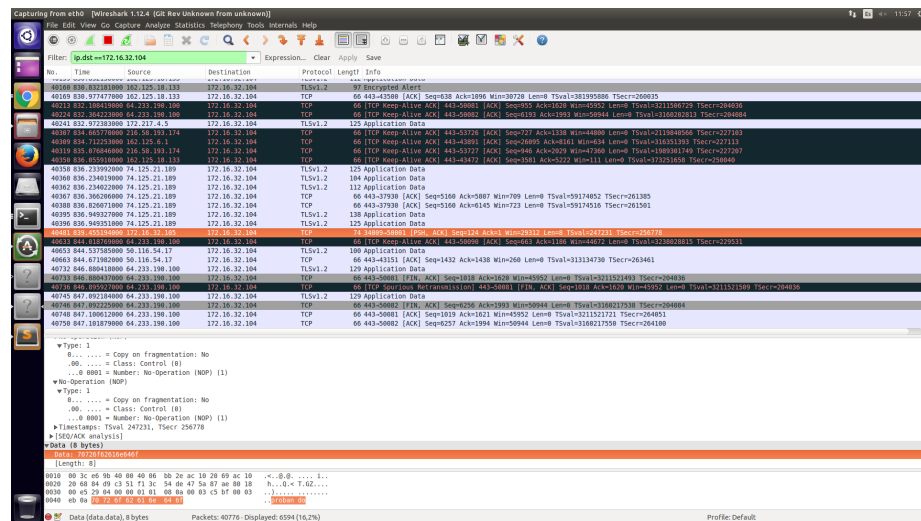 Capturing from eth0 [Wireshark 1.12.4 (Git Rev Unknown from unknown)]
11:57
File Edit View Go Capture Analyze Statistics Telephony Tools Internals Help
Filter: ip.dst ==172.16.32.104 Expression... Clear Apply Save
No. Time Source Destination Protocol Length Info
40160 830.832181000 162.125.18.133 172.16.32.104 TLSv1.2 97 Encrypted Alert
40169 830.977477000 162.125.18.133 172.16.32.104 TCP 66 443-43500 [ACK] Seq=638 Ack=1096 Win=30720 Len=0 TSval=381995886 TSecr=260035
40213 832.108419000 64.233.190.100 172.16.32.104 TCP 66 [TCP Keep-Alive ACK] 443-50081 [ACK] Seq=955 Ack=1620 Win=45952 Len=0 TSval=3211506729 TSecr=204036
40224 832.364223000 64.233.190.100 172.16.32.104 TCP 66 [TCP Keep-Alive ACK] 443-50082 [ACK] Seq=6193 Ack=1993 Win=50944 Len=0 TSval=3160202813 TSecr=204084
40241 832.972383000 172.217.4.5 172.16.32.104 TLSv1.2 125 Application Data
40307 834.665770000 216.58.193.174 172.16.32.104 TCP 66 [TCP Keep-Alive ACK] 443-53726 [ACK] Seq=727 Ack=1338 Win=44800 Len=0 TSval=2119840566 TSecr=227103
40309 834.712253000 162.125.6.1 172.16.32.104 TCP 66 [TCP Keep-Alive ACK] 443-43891 [ACK] Seq=26095 Ack=8161 Win=634 Len=0 TSval=316351393 TSecr=227113
40319 835.076846000 216.58.193.174 172.16.32.104 TCP 66 [TCP Keep-Alive ACK] 443-53727 [ACK] Seq=946 Ack=2029 Win=47360 Len=0 TSval=1989301749 TSecr=227207
40350 836.055910000 162.125.18.133 172.16.32.104 TCP 66 [TCP Keep-Alive ACK] 443-43472 [ACK] Seq=3581 Ack=5222 Win=111 Len=0 TSval=373251658 TSecr=250040
40358 836.233992000 74.125.21.189 172.16.32.104 TLSv1.2 125 Application Data
40360 836.234019000 74.125.21.189 172.16.32.104 TLSv1.2 104 Application Data
40362 836.234022000 74.125.21.189 172.16.32.104 TLSv1.2 112 Application Data
40367 836.366206000 74.125.21.189 172.16.32.104 TCP 66 443-37930 [ACK] Seq=5160 Ack=5807 Win=709 Len=0 TSval=59174052 TSecr=261385
40388 836.826071000 74.125.21.189 172.16.32.104 TCP 66 443-37930 [ACK] Seq=5160 Ack=6145 Win=723 Len=0 TSval=59174516 TSecr=261501
40395 836.949327000 74.125.21.189 172.16.32.104 TLSv1.2 138 Application Data
40396 836.949351000 74.125.21.189 172.16.32.104 TLSv1.2 125 Application Data
40481 839.455194000 172.16.32.105 172.16.32.104 TCP 74 34009-50001 [PSH, ACK] Seq=124 Ack=1 Win=29312 Len=8 TSval=247231 TSecr=256778
40633 844.018769000 64.233.190.100 172.16.32.104 TCP 66 [TCP Keep-Alive ACK] 443-50090 [ACK] Seq=663 Ack=1186 Win=44672 Len=0 TSval=3230028815 TSecr=229531
40653 844.537585000 50.116.54.17 172.16.32.104 TLSv1.2 100 Application Data
40663 844.671982000 50.116.54.17 172.16.32.104 TCP 66 443-43151 [ACK] Seq=1432 Ack=1438 Win=260 Len=0 TSval=313134730 TSecr=263461
40732 846.880418000 64.233.190.100 172.16.32.104 TLSv1.2 129 Application Data
40733 846.880437000 64.233.190.100 172.16.32.104 TCP 66 443-50081 [FIN, ACK] Seq=1018 Ack=1620 Win=45952 Len=0 TSval=3211521493 TSecr=204036
40736 846.895927000 64.233.190.100 172.16.32.104 TCP 66 [TCP Spurious Retransmission] 443-50081 [FIN, ACK] Seq=1018 Ack=1620 Win=45952 Len=0 TSval=3211521509 TSecr=204036
40745 847.092184000 64.233.190.100 172.16.32.104 TLSv1.2 129 Application Data
40746 847.092225000 64.233.190.100 172.16.32.104 TCP 66 443-50082 [FIN, ACK] Seq=6256 Ack=1993 Win=50944 Len=0 TSval=3160217538 TSecr=204084
40748 847.100612000 64.233.190.100 172.16.32.104 TCP 66 443-50081 [ACK] Seq=1019 Ack=1621 Win=45952 Len=0 TSval=3211521721 TSecr=264051
40750 847.101879000 64.233.190.100 172.16.32.104 TCP 66 443-50082 [ACK] Seq=6257 Ack=1994 Win=50944 Len=0 TSval=3160217550 TSecr=264100
Type: 1
0... .... = Copy on fragmentation: No
.00. .... = Class: Control (0)
...0 0001 = Number: No-Operation (NOP) (1)
No-Operation (NOP)
Type: 1
0... .... = Copy on fragmentation: No
.00. .... = Class: Control (0)
...0 0001 = Number: No-Operation (NOP) (1)
Timestamps: TSval 247231, TSecr 256778
[SEQ/ACK analysis]
Data (8 bytes)
Data: 70726f62616e646f
[Length: 8]
0010 00 3c e6 9b 40 00 40 06 bb 2e ac 10 20 69 ac 10 .<..@.@. .... i..
0020 20 68 84 d9 c3 51 f1 3c 54 de 47 5a 87 ae 80 18 h...Q.< T.GZ....
0030 00 e5 29 04 00 00 01 01 08 0a 00 03 c5 bf 00 03 ..)..... ........
0040 eb 0a 70 72 6f 62 61 6e 64 6f ..proban do
Data (data.data), 8 bytes Packets: 40776 · Displayed: 6594 (16,2%) Profile: Default